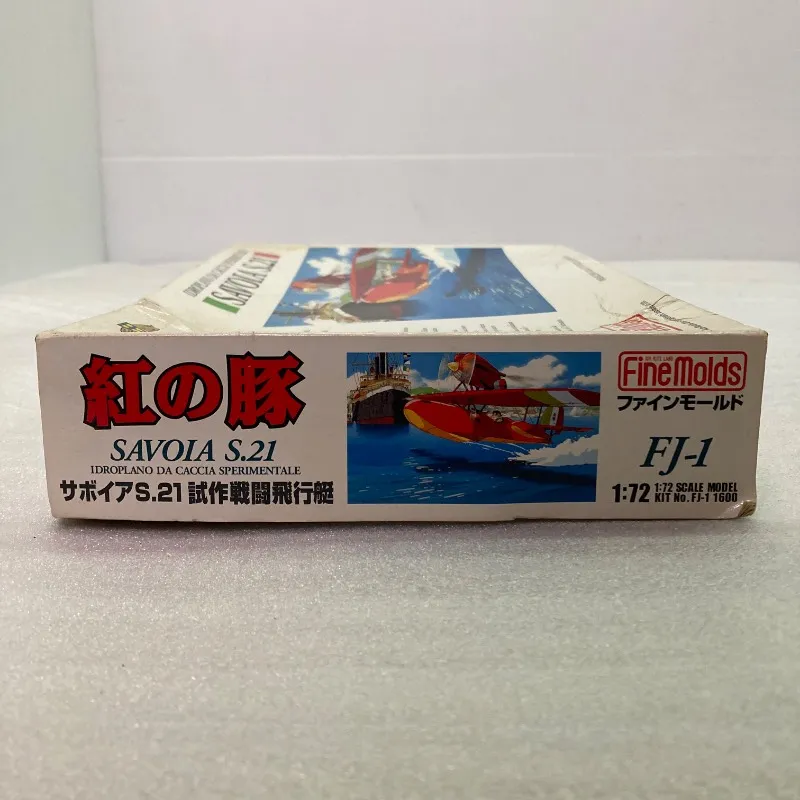 SAVOIA S.21
紅の豚
SAVOIA S.21
IDROPLANO DA CACCIA SPERIMENTALE
サボイアS.21 試作戦闘飛行艇
FineMolds
ファインモールド
FJ-1
1:72 1:72 SCALE MODEL
KIT No. FJ-1 1600